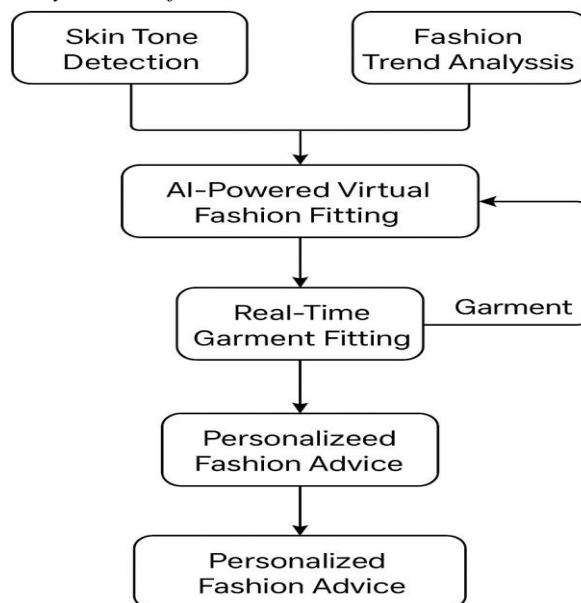 Skin Tone
Detection
Fashion
Trend Analyssis
AI-Powered Virtual
Fashion Fitting
Real-Time
Garment Fitting
Garment
Personalizeed
Fashion Advice
Personalized
Fashion Advice